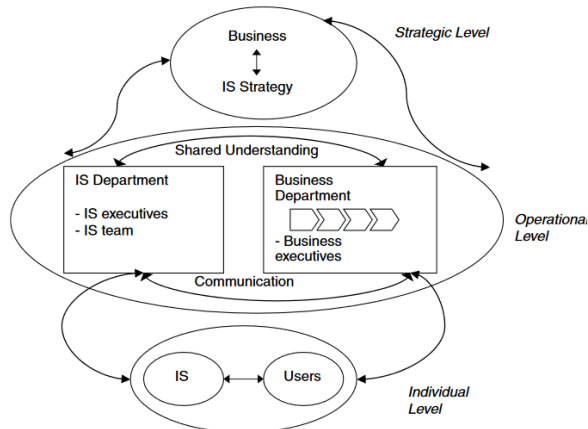 Business
Strategic Level
IS Strategy
Shared Understanding
IS Department
- IS executives
- IS team
Business
Department
- Business
executives
Operational
Level
Communication
IS
Users
Individual
Level